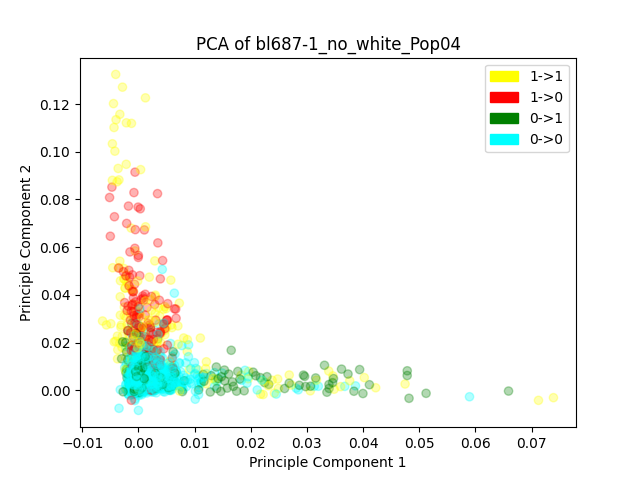 PCA of bl687-1_no_white_Pop04
1->1
1->0
0->1
0->0
Principle Component 2
0.12
0.10
0.08
0.06
0.04
0.02
0.00
−0.01 0.00 0.01 0.02 0.03 0.04 0.05 0.06 0.07
Principle Component 1